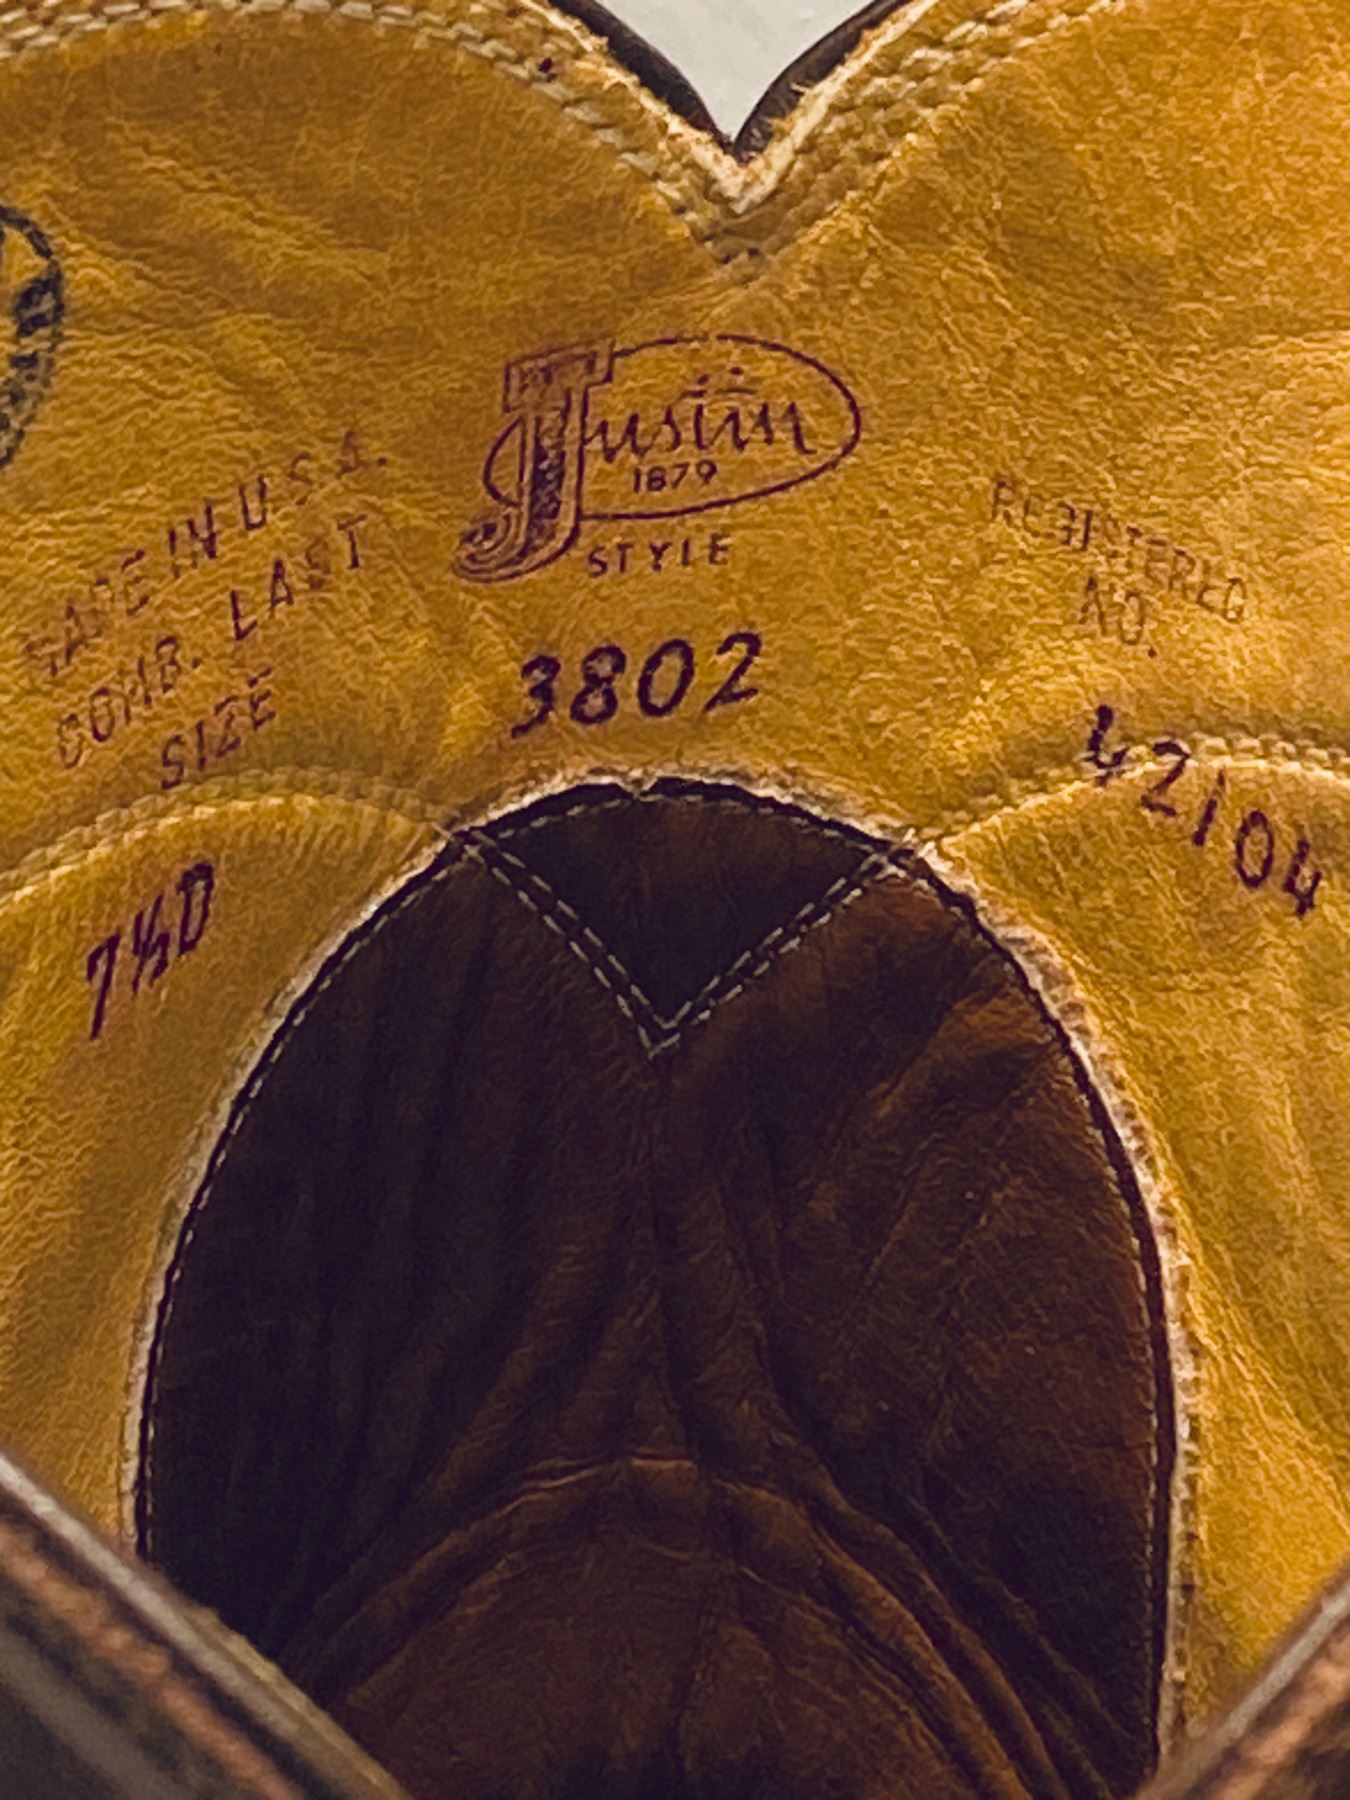 Justin
1879
STYLE
3802
MADE IN U.S.A.
COMB. LAST
SIZE
7½D
REGISTERED
NO.
42104